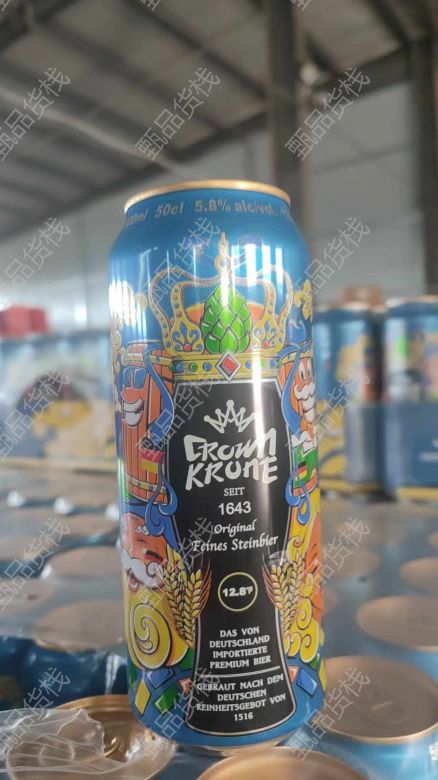 50cl 5.8% alc/vol.
CROWN
KRONE
SEIT
1643
Original
Feines Steinbier
12.8°P
DAS VON
DEUTSCHLAND
IMPORTIERTE
PREMIUM BIER
GEBRAUT NACH DEM
DEUTSCHEN
REINHEITSGEBOT VON
1516
甄品货栈